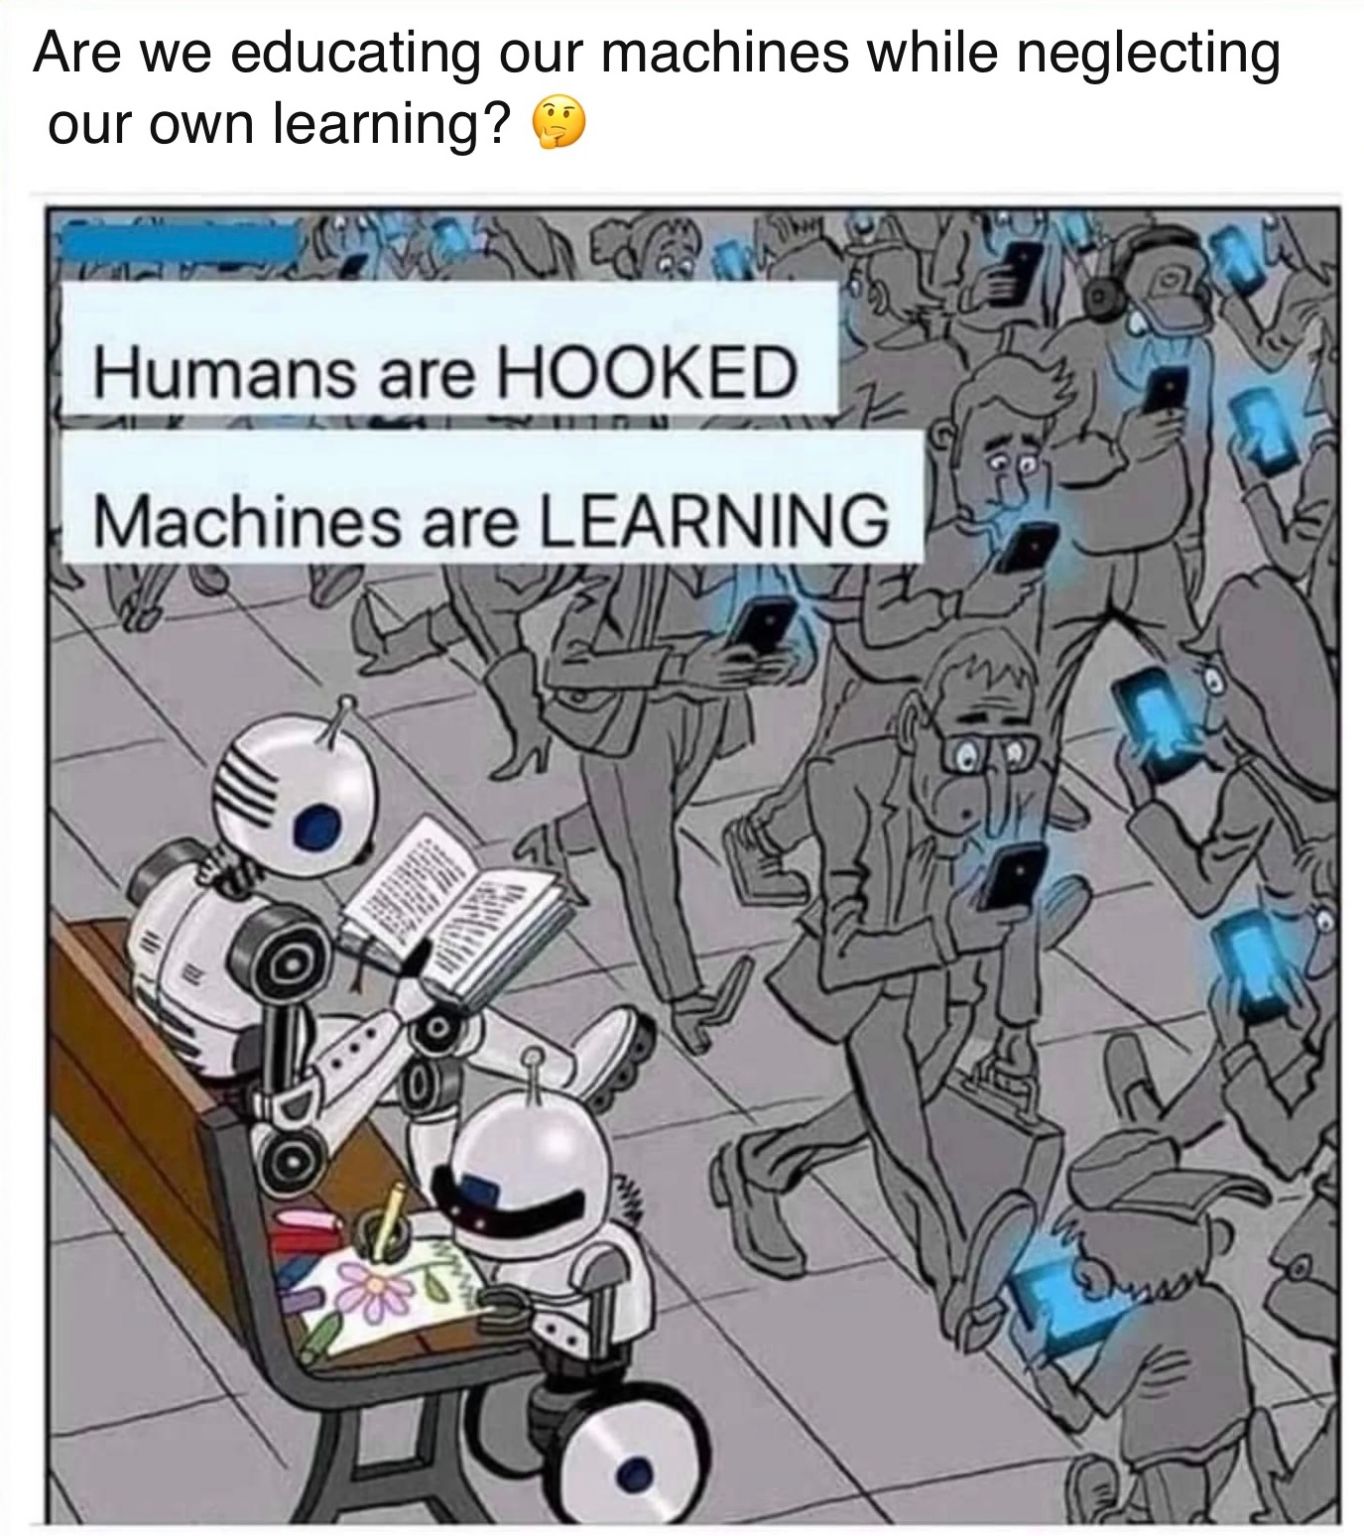 Are we educating our machines while neglecting
our own learning? 🤔
Humans are HOOKED
Machines are LEARNING